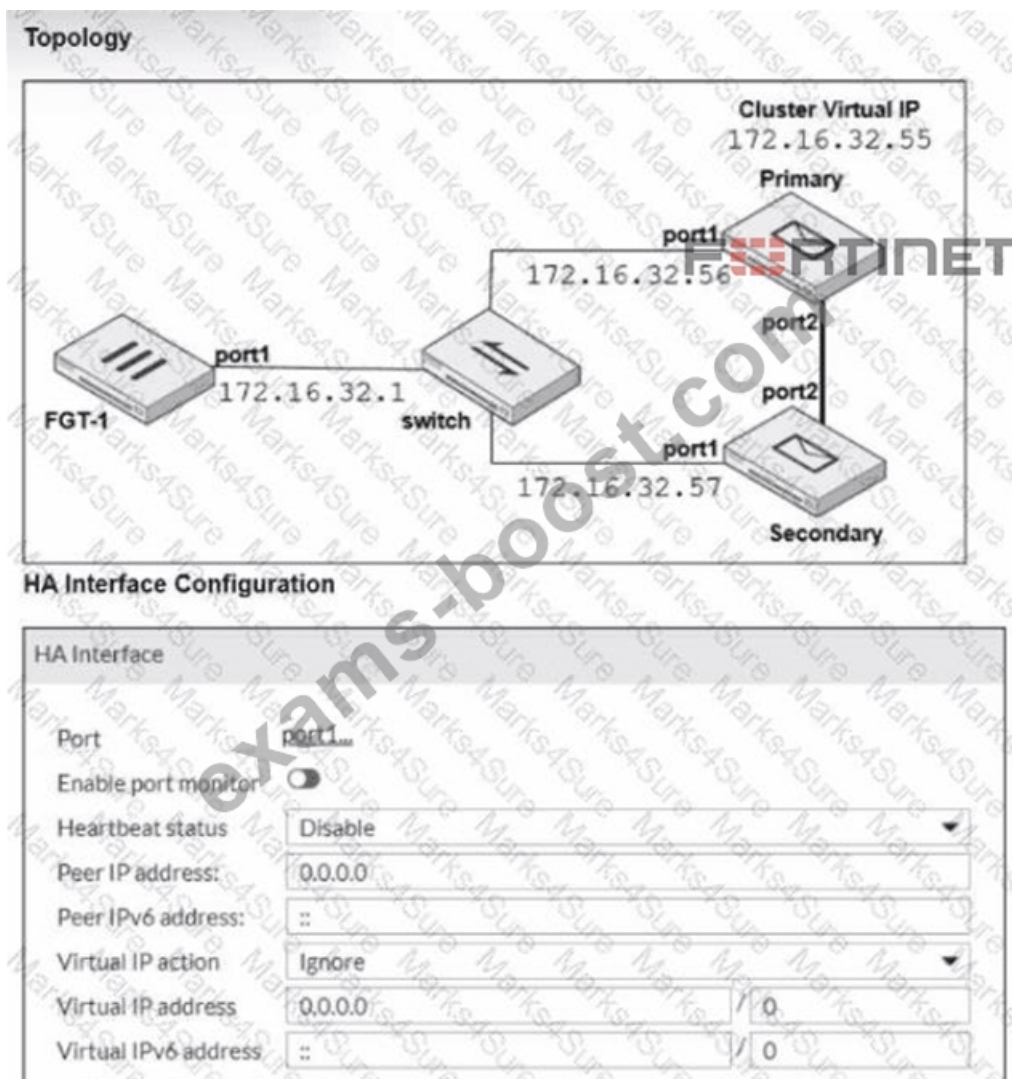 Topology
Cluster Virtual IP
172.16.32.55
Primary
port1
FORTINET
172.16.32.56
port2
port1
172.16.32.1
port2
FGT-1
switch
port1
172.16.32.57
Secondary
exams-boost.com
HA Interface Configuration
HA Interface
Port port1...
Enable port monitor
Heartbeat status Disable
Peer IP address: 0.0.0.0
Peer IPv6 address: ::
Virtual IP action Ignore
Virtual IP address 0.0.0.0 / 0
Virtual IPv6 address :: / 0
Marks4Sure